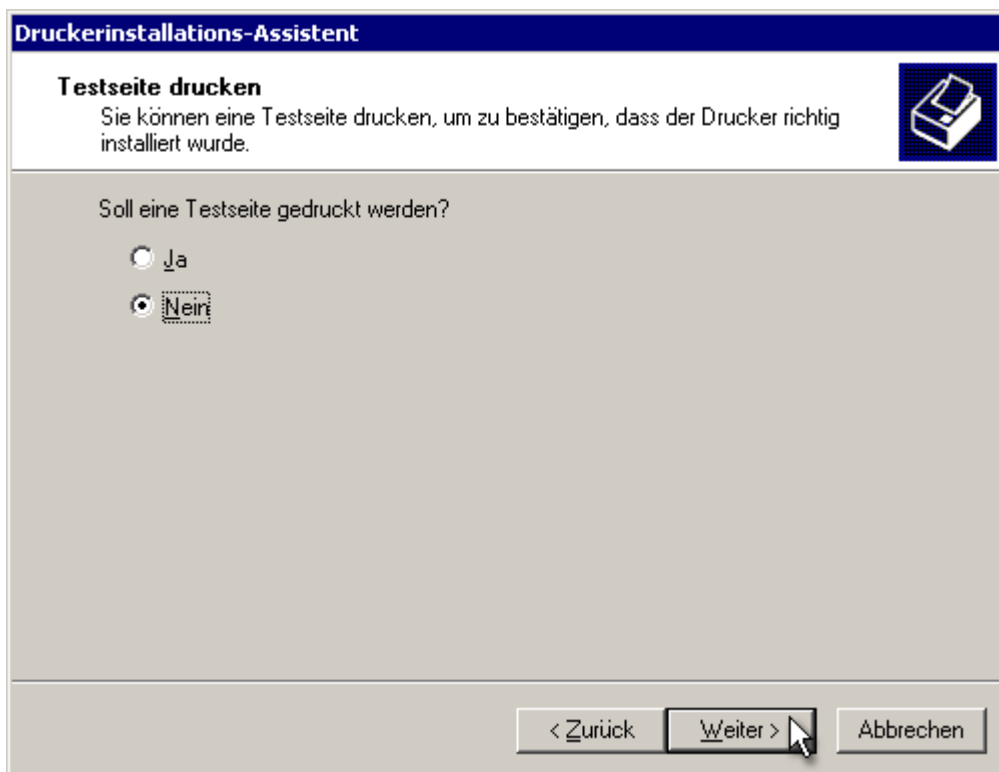 Druckerinstallations-Assistent
Testseite drucken
Sie können eine Testseite drucken, um zu bestätigen, dass der Drucker richtig
installiert wurde.
Soll eine Testseite gedruckt werden?
Ja
Nein
< Zurück Weiter > Abbrechen